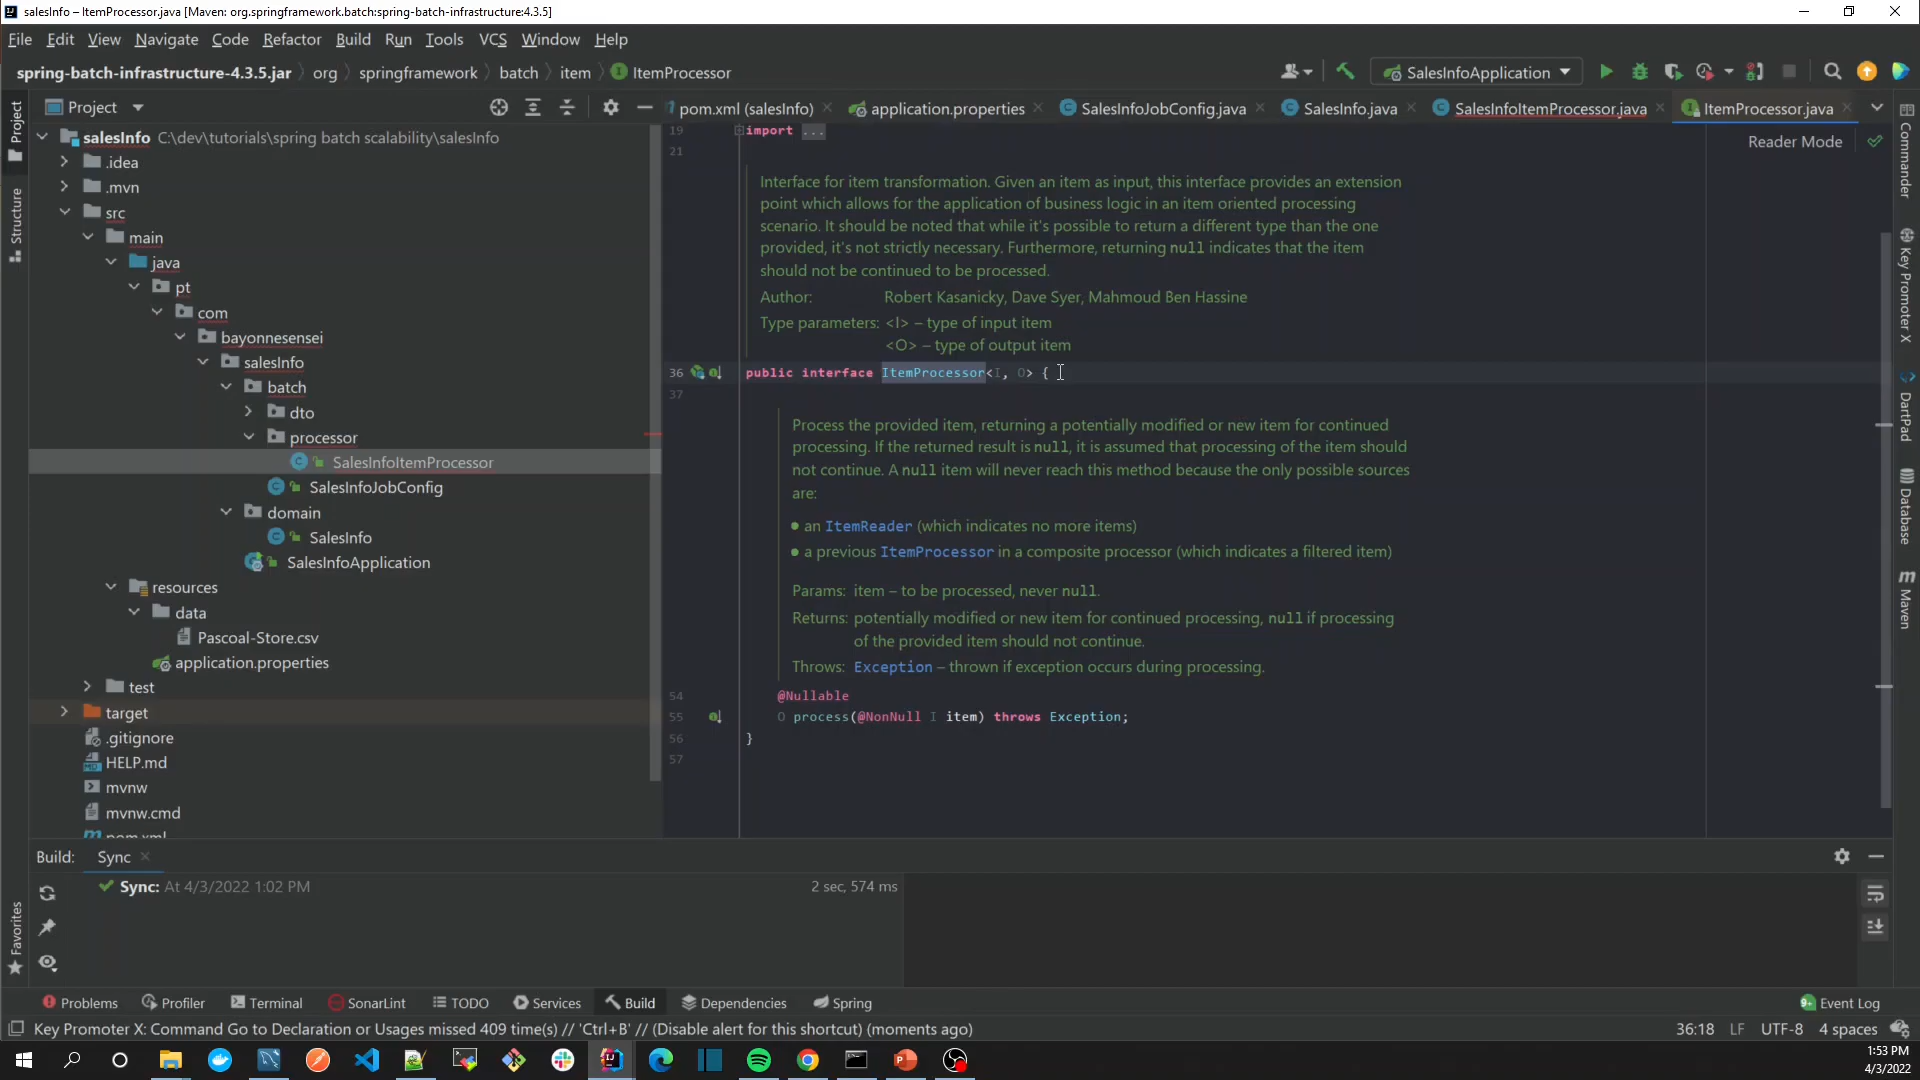 salesInfo – ItemProcessor.java [Maven: org.springframework.batch:spring-batch-infrastructure:4.3.5]
File Edit View Navigate Code Refactor Build Run Tools VCS Window Help
spring-batch-infrastructure-4.3.5.jar org springframework batch item ItemProcessor SalesInfoApplication
Project
pom.xml (salesInfo) application.properties SalesInfoJobConfig.java SalesInfo.java SalesInfoItemProcessor.java ItemProcessor.java
Project
Structure
Favorites
salesInfo C:\dev\tutorials\spring batch scalability\salesInfo
.idea
.mvn
src
main
java
pt
com
bayonnesensei
salesInfo
batch
dto
processor
SalesInfoItemProcessor
SalesInfoJobConfig
domain
SalesInfo
SalesInfoApplication
resources
data
Pascoal-Store.csv
application.properties
test
target
.gitignore
HELP.md
mvnw
mvnw.cmd
pom.xml
Reader Mode
19 import ...
21
Interface for item transformation. Given an item as input, this interface provides an extension
point which allows for the application of business logic in an item oriented processing
scenario. It should be noted that while it's possible to return a different type than the one
provided, it's not strictly necessary. Furthermore, returning null indicates that the item
should not be continued to be processed.
Author: Robert Kasanicky, Dave Syer, Mahmoud Ben Hassine
Type parameters: <I> – type of input item
<O> – type of output item
36 public interface ItemProcessor<I, O> {
37
Process the provided item, returning a potentially modified or new item for continued
processing. If the returned result is null, it is assumed that processing of the item should
not continue. A null item will never reach this method because the only possible sources
are:
• an ItemReader (which indicates no more items)
• a previous ItemProcessor in a composite processor (which indicates a filtered item)
Params: item – to be processed, never null.
Returns: potentially modified or new item for continued processing, null if processing
of the provided item should not continue.
Throws: Exception – thrown if exception occurs during processing.
54 @Nullable
55 O process(@NonNull I item) throws Exception;
56 }
57
Commander
Key Promoter X
DartPad
Database
Maven
Build: Sync
Sync: At 4/3/2022 1:02 PM 2 sec, 574 ms
Problems Profiler Terminal SonarLint TODO Services Build Dependencies Spring 9+ Event Log
Key Promoter X: Command Go to Declaration or Usages missed 409 time(s) // 'Ctrl+B' // (Disable alert for this shortcut) (moments ago) 36:18 LF UTF-8 4 spaces
1:53 PM
4/3/2022